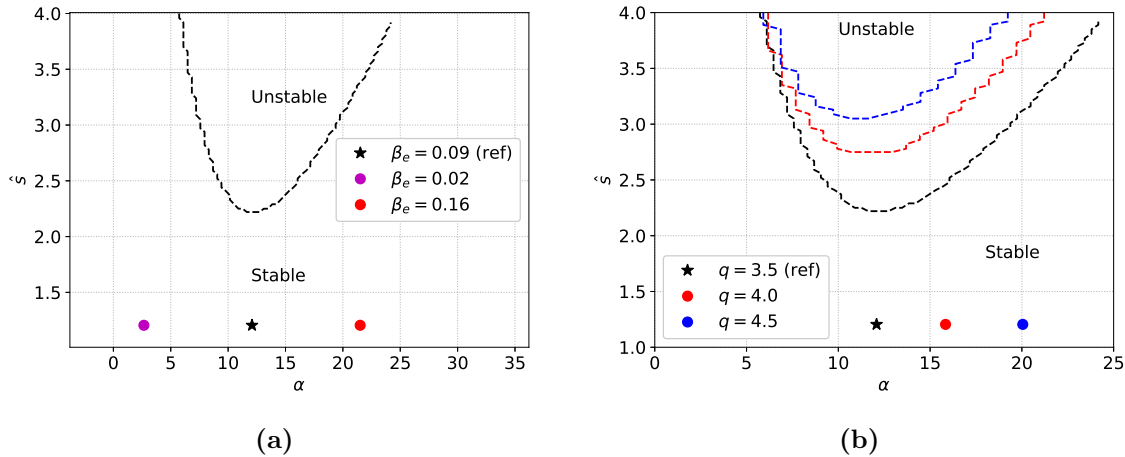 4.0
3.5
3.0
2.5
2.0
1.5
ŝ
0
5
10
15
20
25
30
35
α
Unstable
Stable
β_e = 0.09 (ref)
β_e = 0.02
β_e = 0.16
(a)
4.0
3.5
3.0
2.5
2.0
1.5
1.0
ŝ
0
5
10
15
20
25
α
Unstable
Stable
q = 3.5 (ref)
q = 4.0
q = 4.5
(b)